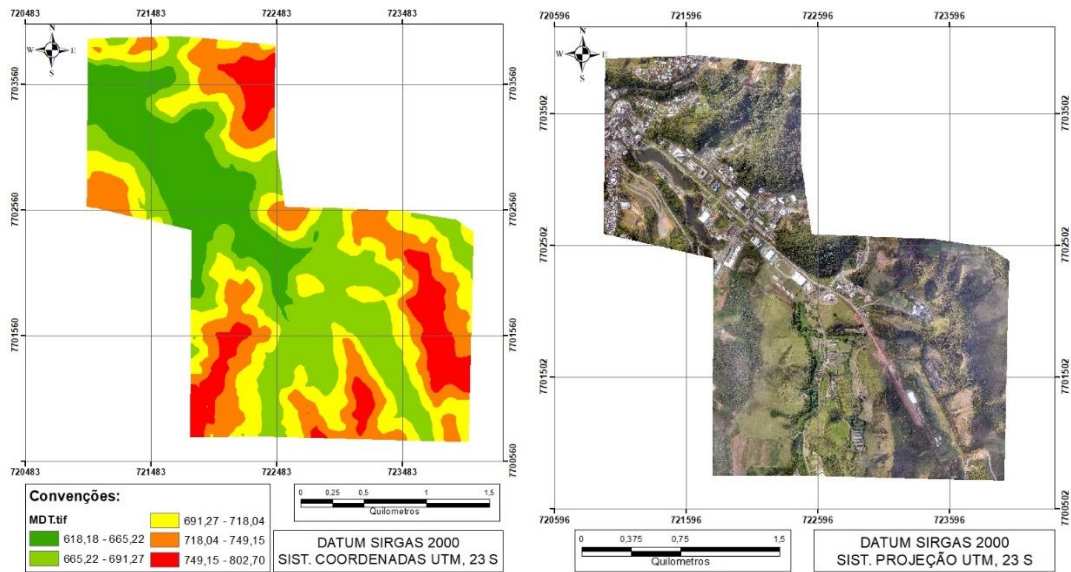 720483 721483 722483 723483
N
W E
S
7703560
7702560
7701560
7700560
720483 721483 722483 723483
Convenções:
MDT.tif
618,18 - 665,22
665,22 - 691,27
691,27 - 718,04
718,04 - 749,15
749,15 - 802,70
0 0,25 0,5 1 1,5
Quilometros
DATUM SIRGAS 2000
SIST. COORDENADAS UTM, 23 S
720596 721596 722596 723596
N
W E
S
7703502 7703502
7702502 7702502
7701502 7701502
7700502 7700502
720596 721596 722596 723596
0 0,375 0,75 1,5
Quilometros
DATUM SIRGAS 2000
SIST. PROJEÇÃO UTM, 23 S